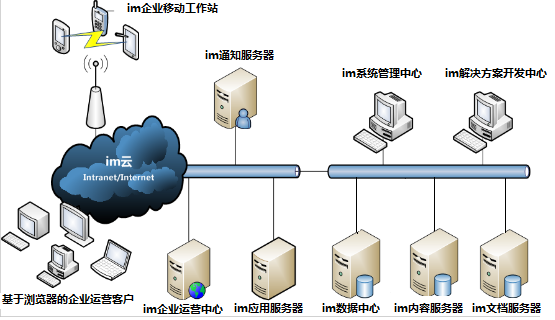 im企业移动工作站
im通知服务器
im系统管理中心
im解决方案开发中心
im云
Intranet/Internet
基于浏览器的企业运营客户
im企业运营中心
im应用服务器
im数据中心
im内容服务器
im文档服务器